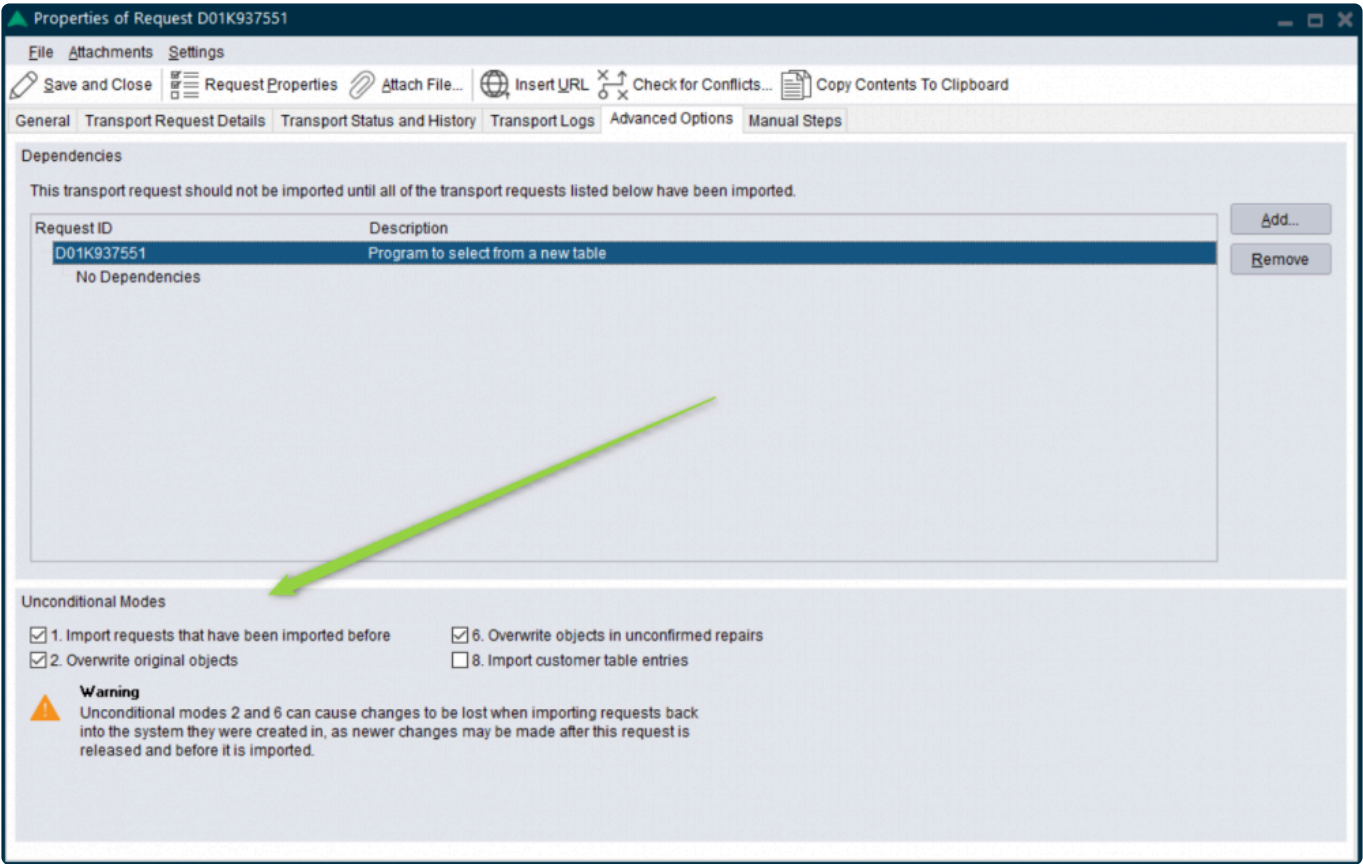 Properties of Request D01K937551
File Attachments Settings
Save and Close Request Properties Attach File... Insert URL Check for Conflicts... Copy Contents To Clipboard
General Transport Request Details Transport Status and History Transport Logs Advanced Options Manual Steps
Dependencies
This transport request should not be imported until all of the transport requests listed below have been imported.
Request ID Description
Add...
D01K937551 Program to select from a new table
Remove
No Dependencies
Unconditional Modes
1. Import requests that have been imported before 6. Overwrite objects in unconfirmed repairs
2. Overwrite original objects 8. Import customer table entries
Warning
Unconditional modes 2 and 6 can cause changes to be lost when importing requests back
into the system they were created in, as newer changes may be made after this request is
released and before it is imported.